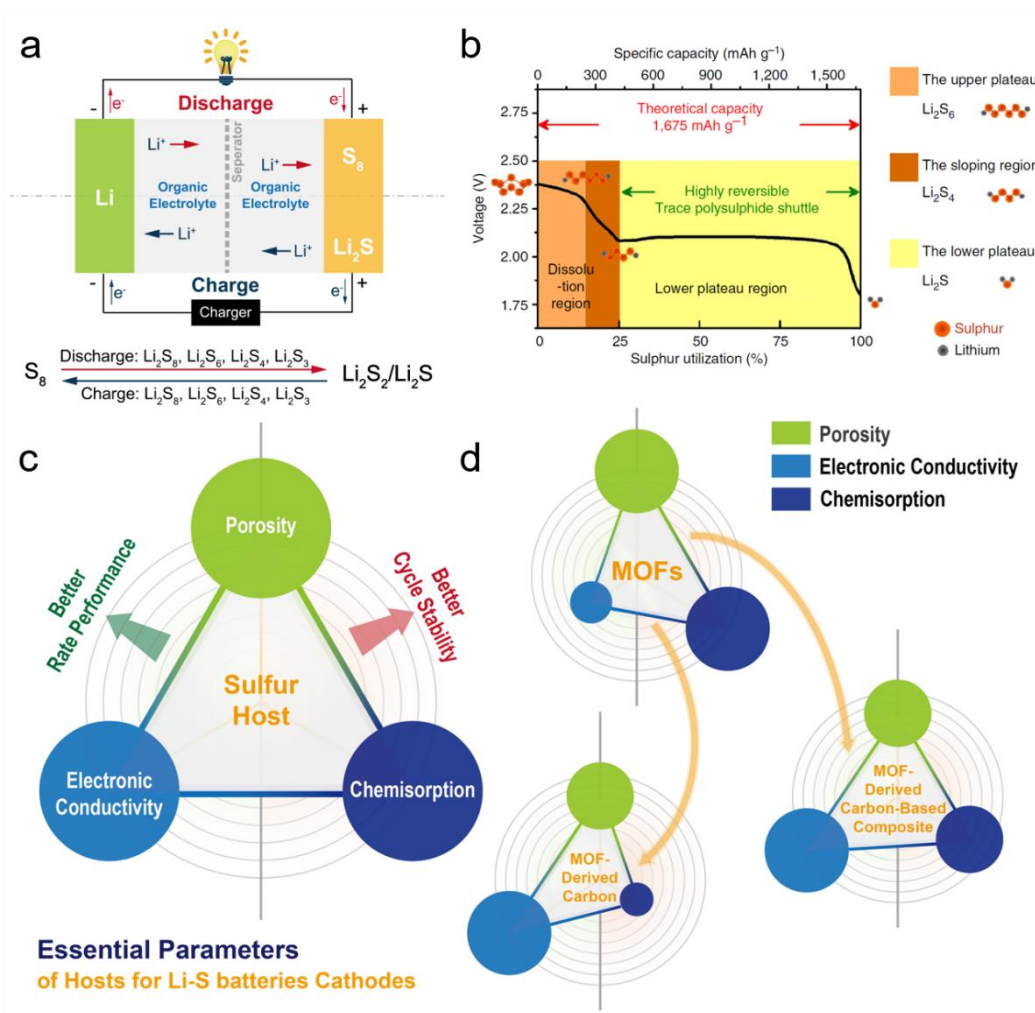 a
- e⁻ Discharge e⁻ +
Li⁺
Li⁺
Seperator
S₈
Li
Organic
Electrolyte
Organic
Electrolyte
Li⁺
Li⁺
Li₂S
- e⁻ Charge e⁻ +
Charger
Discharge: Li₂S₈, Li₂S₆, Li₂S₄, Li₂S₃
S₈ Li₂S₂/Li₂S
Charge: Li₂S₈, Li₂S₆, Li₂S₄, Li₂S₃
b
Specific capacity (mAh g⁻¹)
0 300 600 900 1,200 1,500
Theoretical capacity
1,675 mAh g⁻¹
Highly reversible
Trace polysulphide shuttle
Dissolu
-tion
region
Lower plateau region
Voltage (V)
2.75
2.50
2.25
2.00
1.75
0 25 50 75 100
Sulphur utilization (%)
The upper plateau
Li₂S₆
The sloping region
Li₂S₄
The lower plateau
Li₂S
Sulphur
Lithium
c
Porosity
Better
Rate Performance
Better
Cycle Stability
Sulfur
Host
Electronic
Conductivity
Chemisorption
Essential Parameters
of Hosts for Li-S batteries Cathodes
d
Porosity
Electronic Conductivity
Chemisorption
MOFs
MOF-
Derived
Carbon
MOF-
Derived
Carbon-Based
Composite